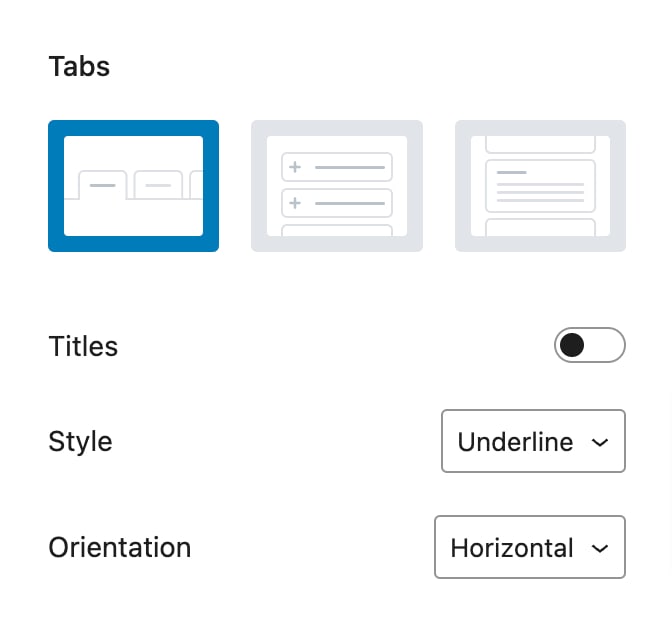 Tabs
Titles
Style
Underline
Orientation
Horizontal